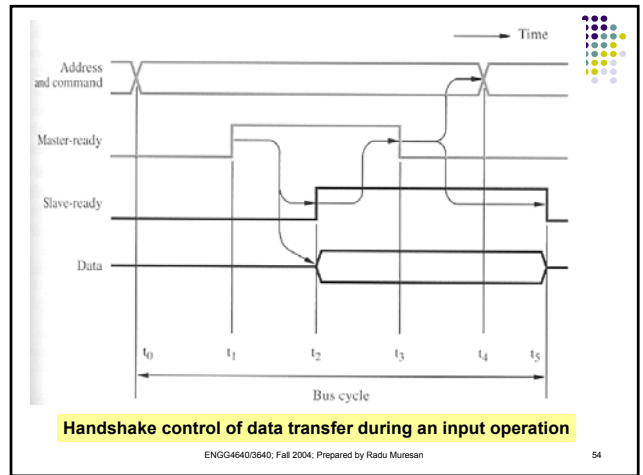 Time
Address
and command
Master-ready
Slave-ready
Data
t0 t1 t2 t3 t4 t5
Bus cycle
Handshake control of data transfer during an input operation
ENGG4640/3640; Fall 2004; Prepared by Radu Muresan 54